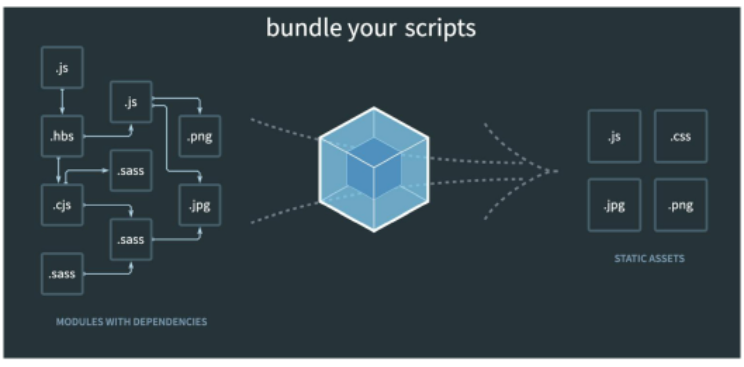 bundle your scripts
.js
.js
.hbs
.png
.sass
.cjs
.jpg
.sass
.sass
MODULES WITH DEPENDENCIES
.js
.css
.jpg
.png
STATIC ASSETS